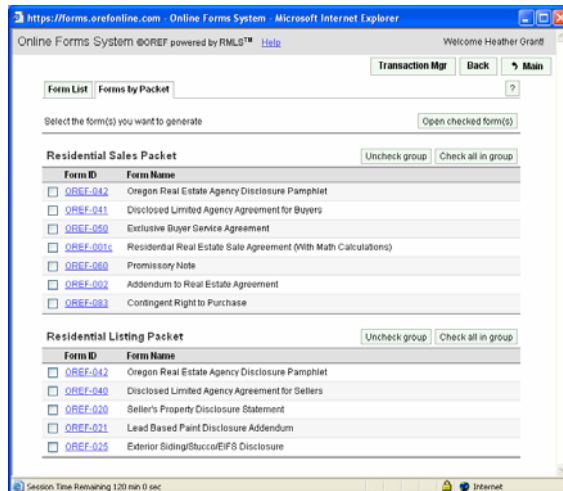 https://forms.orefonline.com - Online Forms System - Microsoft Internet Explorer
Online Forms System @OREF powered by RMLS™ Help Welcome Heather Grant!
Transaction Mgr Back Main
Form List Forms by Packet ?
Select the form(s) you want to generate Open checked form(s)
Residential Sales Packet Uncheck group Check all in group
Form ID Form Name
OREF-042 Oregon Real Estate Agency Disclosure Pamphlet
OREF-041 Disclosed Limited Agency Agreement for Buyers
OREF-050 Exclusive Buyer Service Agreement
OREF-001c Residential Real Estate Sale Agreement (With Math Calculations)
OREF-060 Promissory Note
OREF-002 Addendum to Real Estate Agreement
OREF-083 Contingent Right to Purchase
Residential Listing Packet Uncheck group Check all in group
Form ID Form Name
OREF-042 Oregon Real Estate Agency Disclosure Pamphlet
OREF-040 Disclosed Limited Agency Agreement for Sellers
OREF-020 Seller's Property Disclosure Statement
OREF-021 Lead Based Paint Disclosure Addendum
OREF-025 Exterior Siding/Stucco/EIFS Disclosure
Session Time Remaining 120 min 0 sec Internet